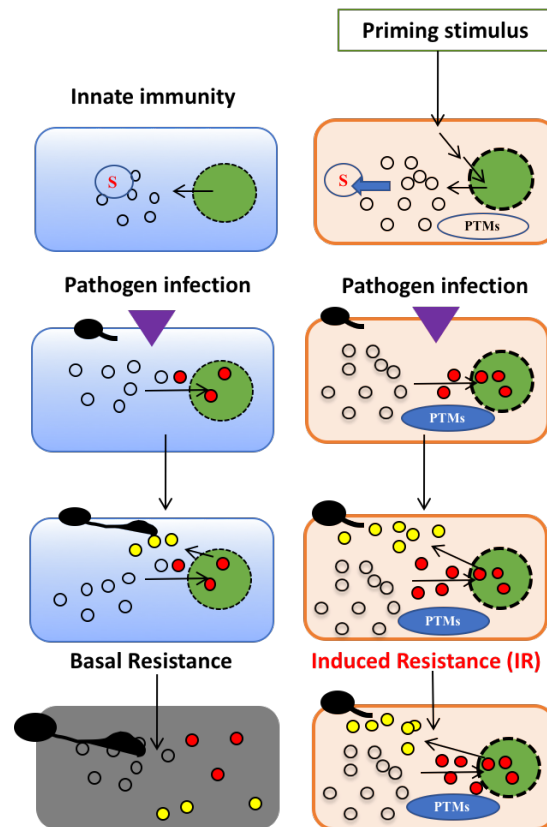 Priming stimulus
Innate immunity
S
S
PTMs
Pathogen infection
Pathogen infection
PTMs
PTMs
Basal Resistance
Induced Resistance (IR)
PTMs